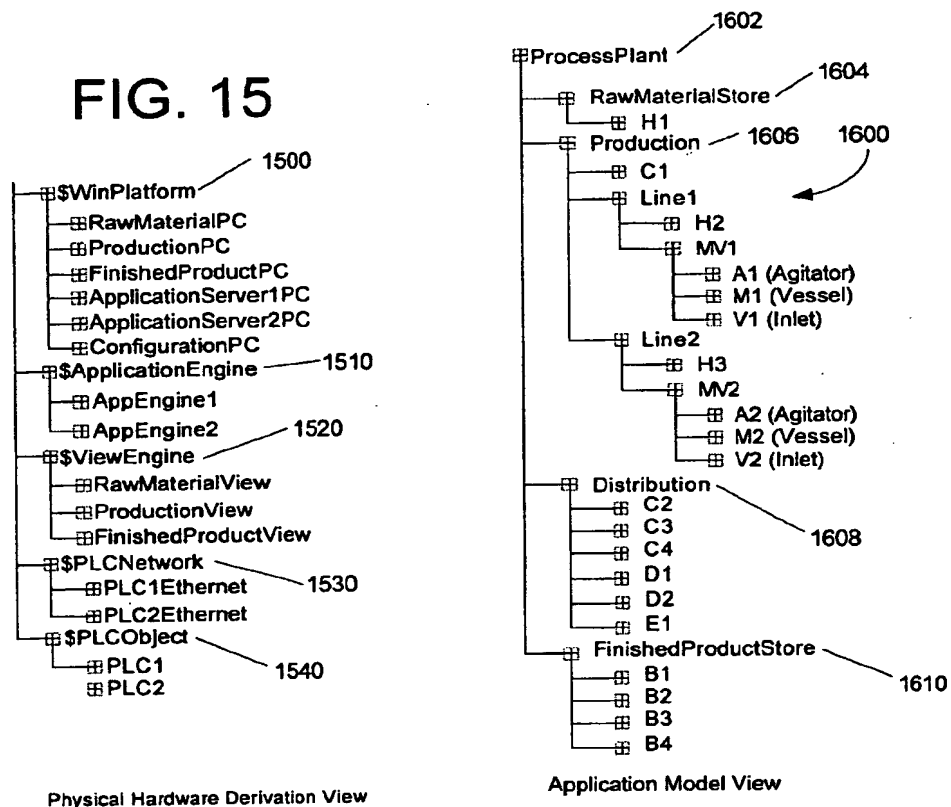 FIG. 15
1500
$WinPlatform
RawMaterialPC
ProductionPC
FinishedProductPC
ApplicationServer1PC
ApplicationServer2PC
ConfigurationPC
1510
$ApplicationEngine
AppEngine1
AppEngine2
1520
$ViewEngine
RawMaterialView
ProductionView
FinishedProductView
$PLCNetwork
1530
PLC1Ethernet
PLC2Ethernet
$PLCObject
1540
PLC1
PLC2
Physical Hardware Derivation View
1602
ProcessPlant
1604
RawMaterialStore
H1
Production
1606
1600
C1
Line1
H2
MV1
A1 (Agitator)
M1 (Vessel)
V1 (Inlet)
Line2
H3
MV2
A2 (Agitator)
M2 (Vessel)
V2 (Inlet)
Distribution
1608
C2
C3
C4
D1
D2
E1
FinishedProductStore
1610
B1
B2
B3
B4
Application Model View